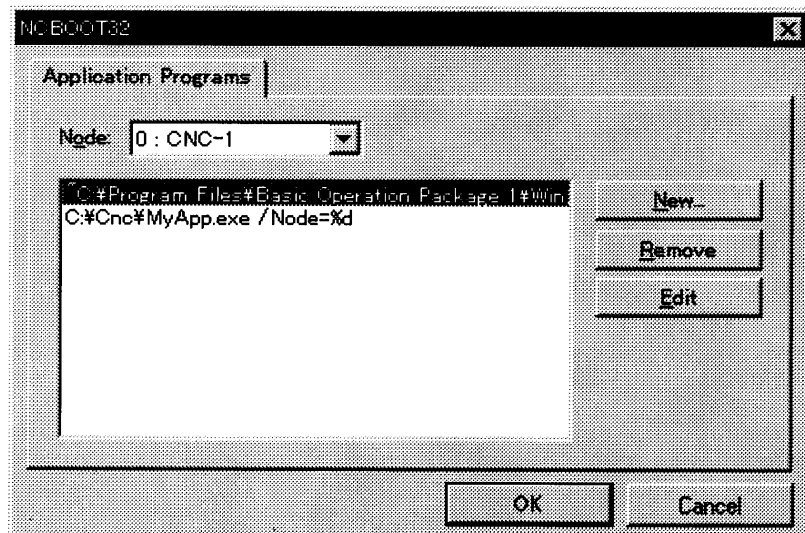 NCBOOT32
Application Programs
Node: 0 : CNC-1
"C:¥Program Files¥Basic Operation Package 1¥Win
C:¥Cnc¥MyApp.exe /Node=%d
New...
Remove
Edit
OK
Cancel